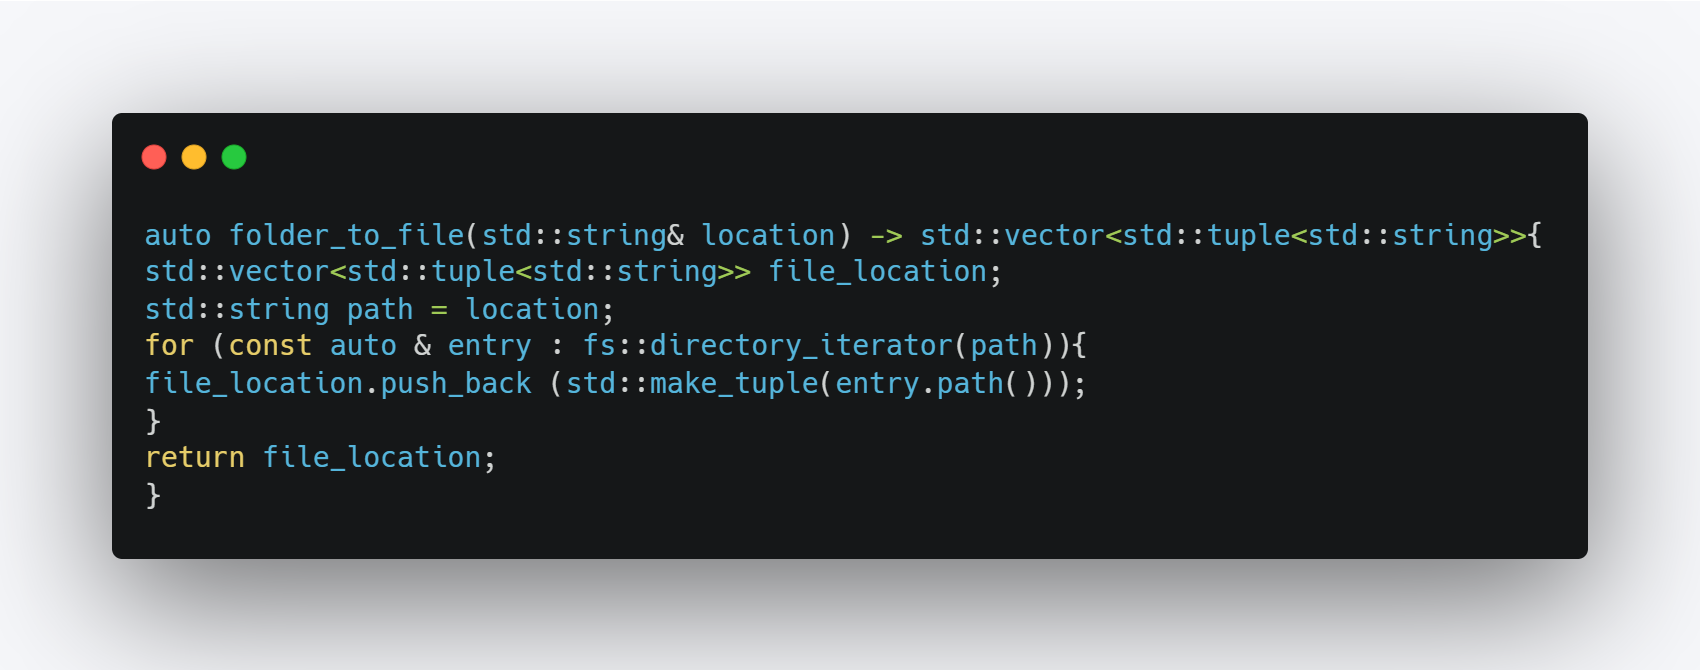 auto folder_to_file(std::string& location) -> std::vector<std::tuple<std::string>>{
std::vector<std::tuple<std::string>> file_location;
std::string path = location;
for (const auto & entry : fs::directory_iterator(path)){
file_location.push_back (std::make_tuple(entry.path()));
}
return file_location;
}